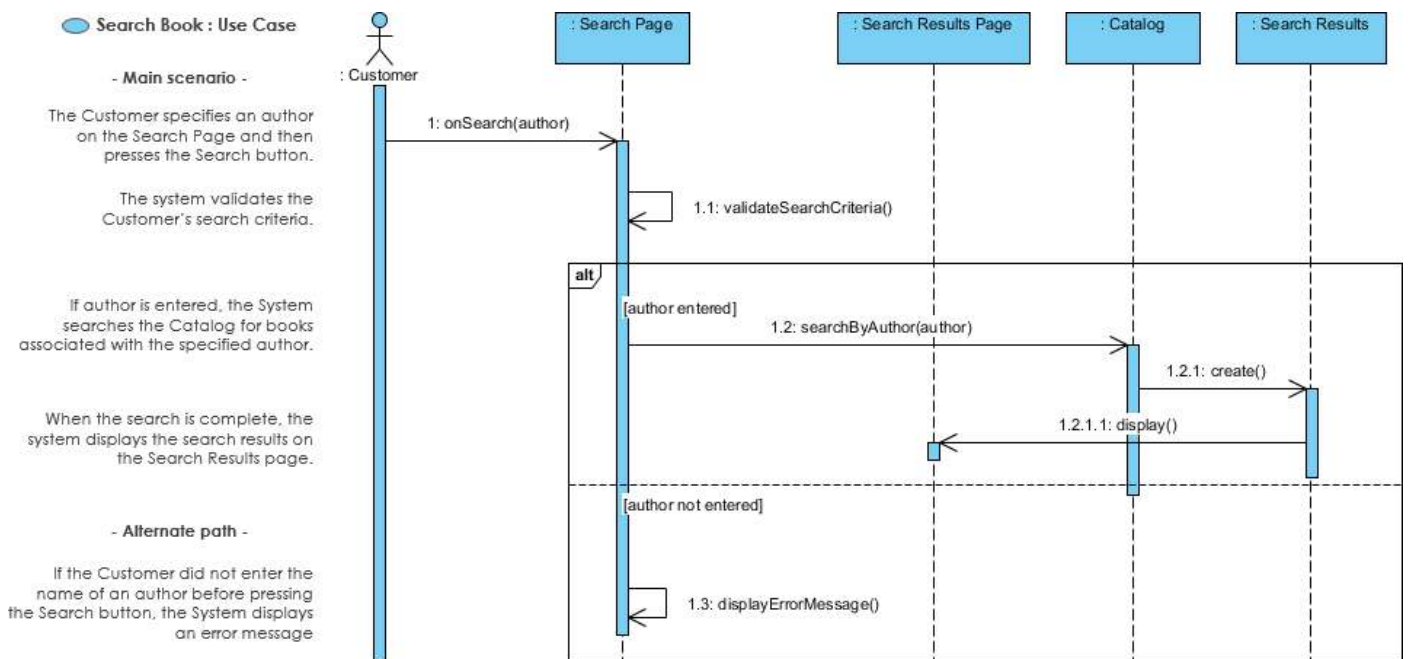 Search Book : Use Case
: Search Page
: Search Results Page
: Catalog
: Search Results
: Customer
- Main scenario -
The Customer specifies an author
on the Search Page and then
presses the Search button.
1: onSearch(author)
The system validates the
Customer's search criteria.
1.1: validateSearchCriteria()
alt
[author entered]
If author is entered, the System
searches the Catalog for books
associated with the specified author.
1.2: searchByAuthor(author)
1.2.1: create()
When the search is complete, the
system displays the search results on
the Search Results page.
1.2.1.1: display()
[author not entered]
- Alternate path -
If the Customer did not enter the
name of an author before pressing
the Search button, the System displays
an error message
1.3: displayErrorMessage()